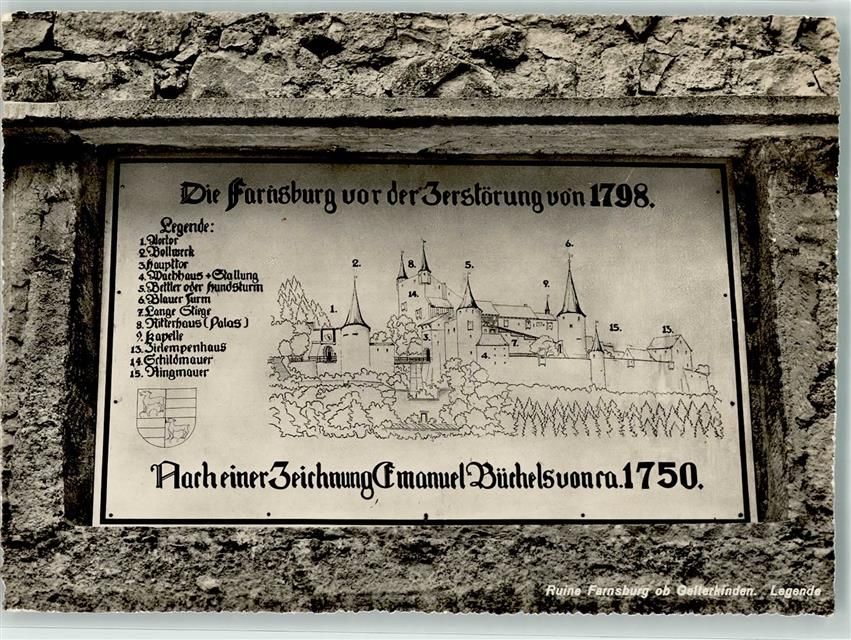 Die Farnsburg vor der Zerstörung von 1798.
Legende:
1. Vortor
2. Bollwerk
3. Haupttor
4. Wachhaus + Stallung
5. Bettler oder Hundsturm
6. Blauer Turm
7. Lange Stiege
8. Ritterhaus (Palas)
9. Kapelle
13. Zielempenhaus
14. Schildmauer
15. Ringmauer
6.
2.
8.
5.
9.
14.
1.
15.
13.
3.
7.
4.
Nach einer Zeichnung Emanuel Büchels von ca. 1750.
Ruine Farnsburg ob Gelterkinden. Legende